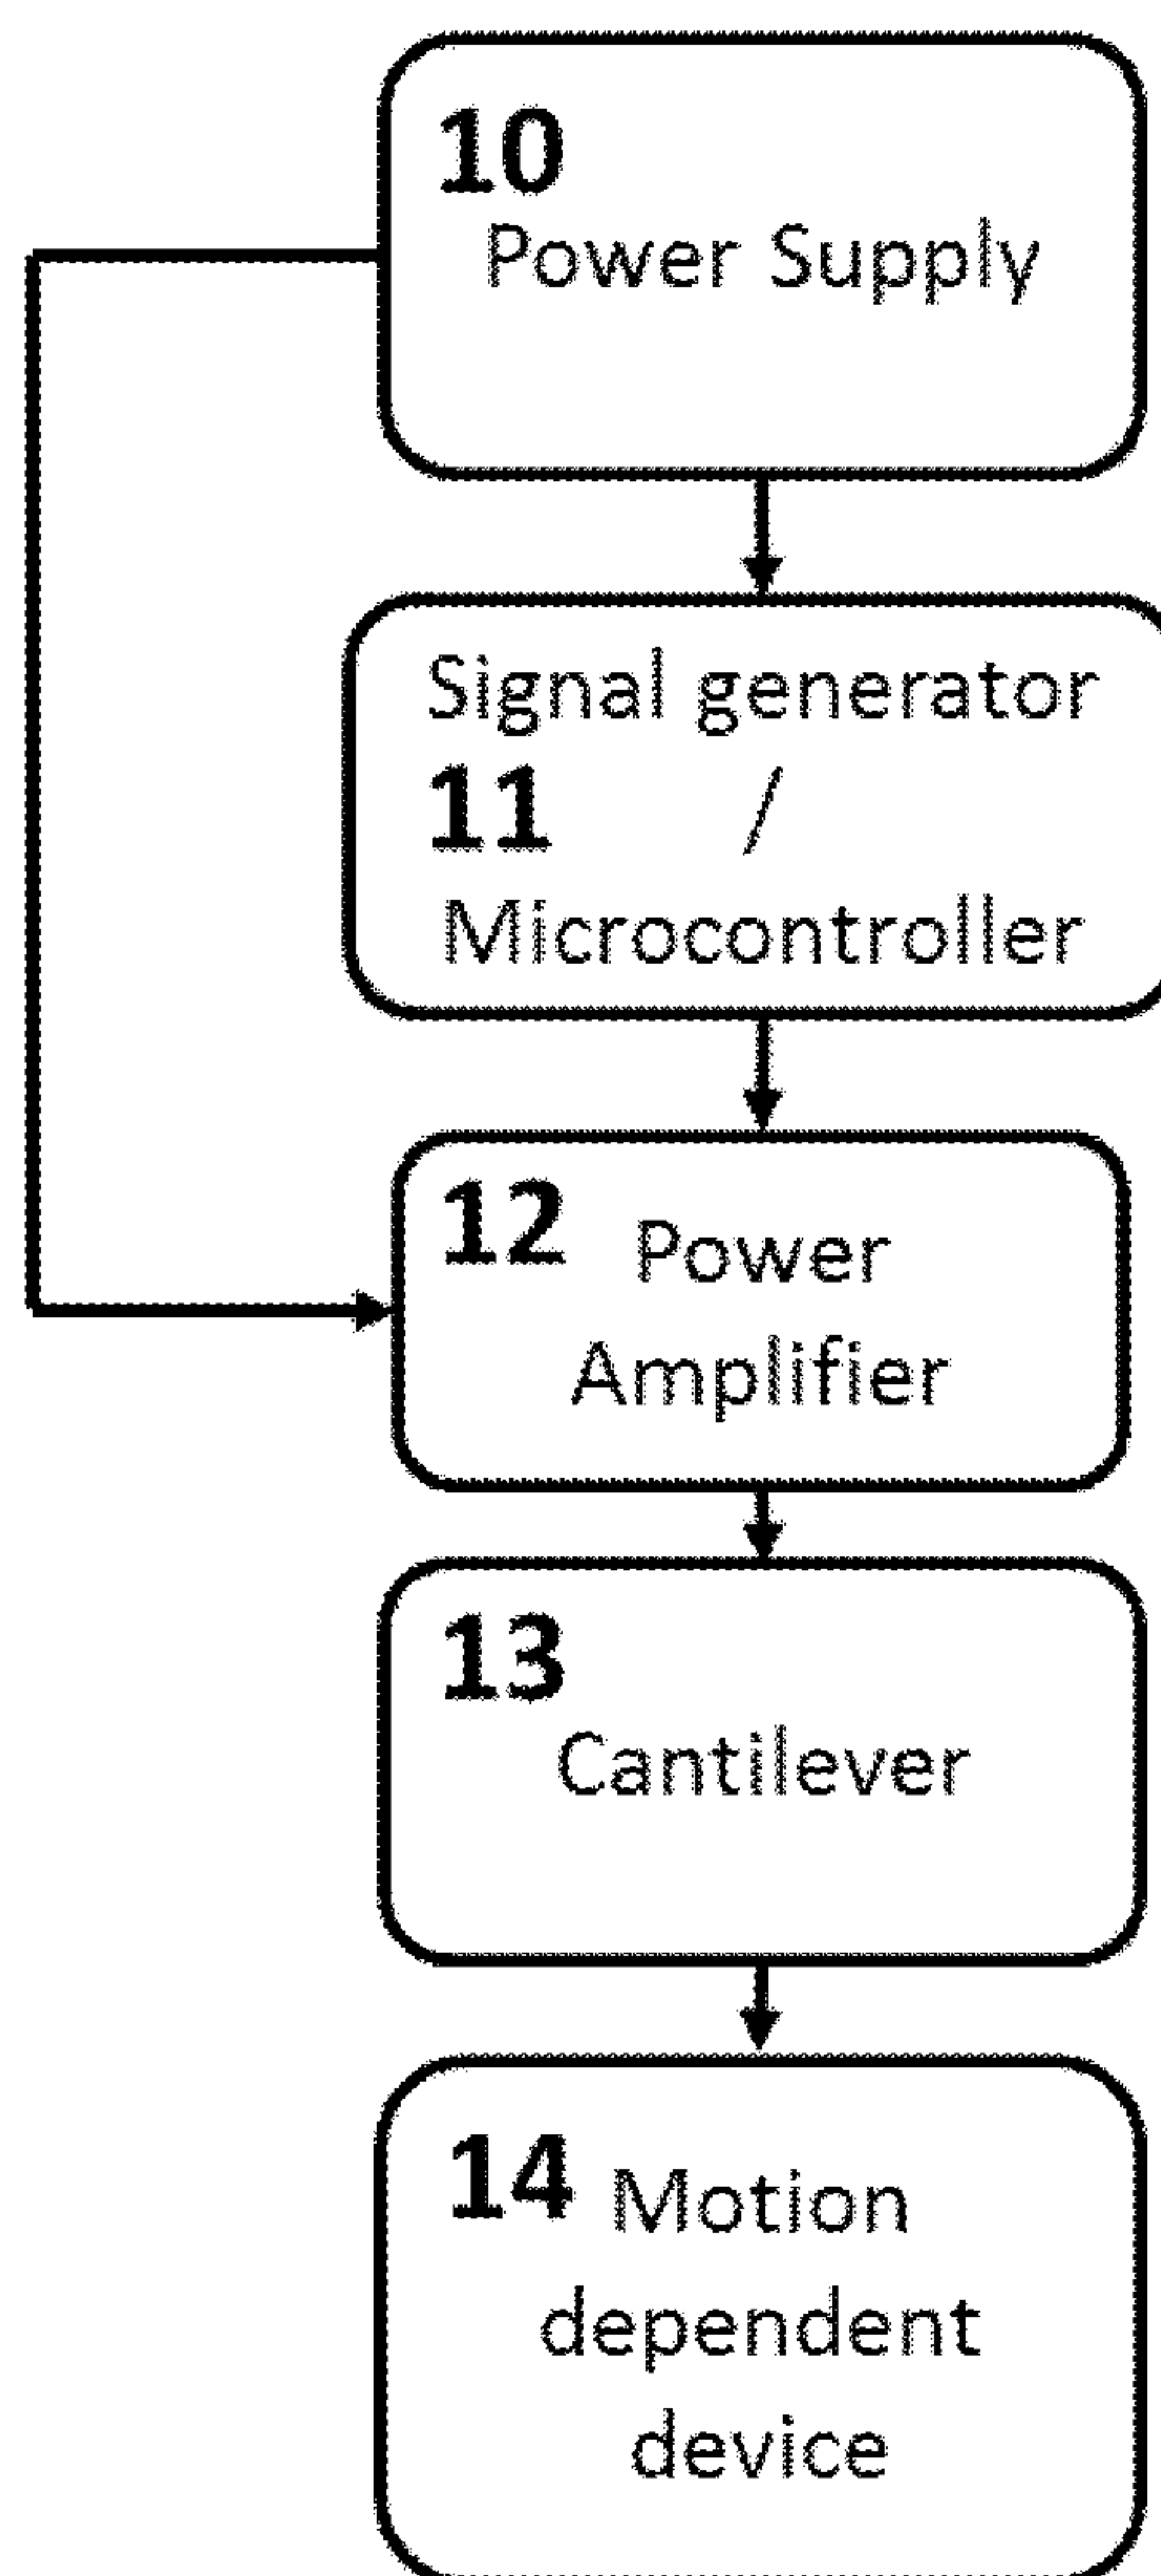 10
Power Supply
Signal generator
11 /
Microcontroller
12 Power
Amplifier
13
Cantilever
14 Motion
dependent
device